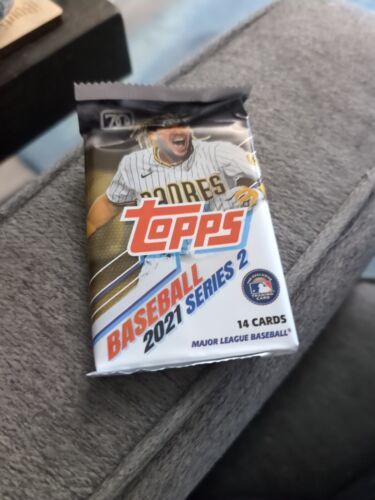 70
PADRES
topps
BASEBALL
2021 SERIES 2
14 CARDS
MAJOR LEAGUE BASEBALL®